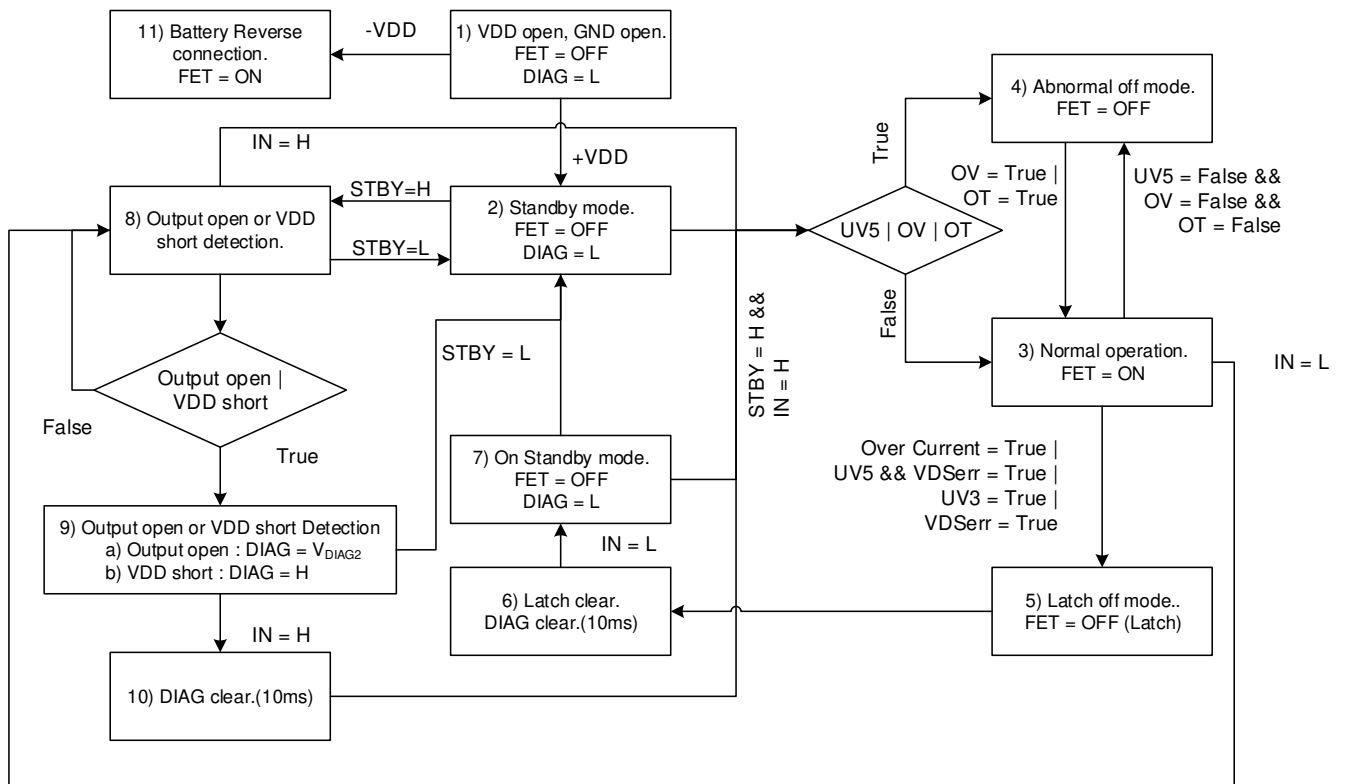 11) Battery Reverse
connection.
FET = ON
-VDD
1) VDD open, GND open.
FET = OFF
DIAG = L
+VDD
IN = H
8) Output open or VDD
short detection.
STBY=H
STBY=L
2) Standby mode.
FET = OFF
DIAG = L
UV5 | OV | OT
True
False
4) Abnormal off mode.
FET = OFF
OV = True |
OT = True
UV5 = False &&
OV = False &&
OT = False
3) Normal operation.
FET = ON
IN = L
Output open |
VDD short
False
True
STBY = L
STBY = H &&
IN = H
7) On Standby mode.
FET = OFF
DIAG = L
Over Current = True |
UV5 && VDSerr = True |
UV3 = True |
VDSerr = True
9) Output open or VDD short Detection
a) Output open : DIAG = VDIAG2
b) VDD short : DIAG = H
IN = L
6) Latch clear.
DIAG clear.(10ms)
5) Latch off mode..
FET = OFF (Latch)
IN = H
10) DIAG clear.(10ms)